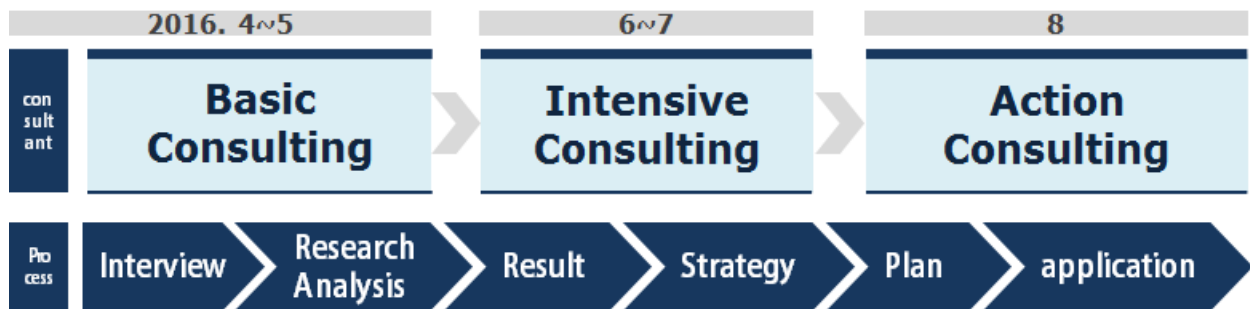 2016. 4~5
6~7
8
con
sult
ant
Basic
Consulting
Intensive
Consulting
Action
Consulting
Pro
cess
Interview
Research
Analysis
Result
Strategy
Plan
application